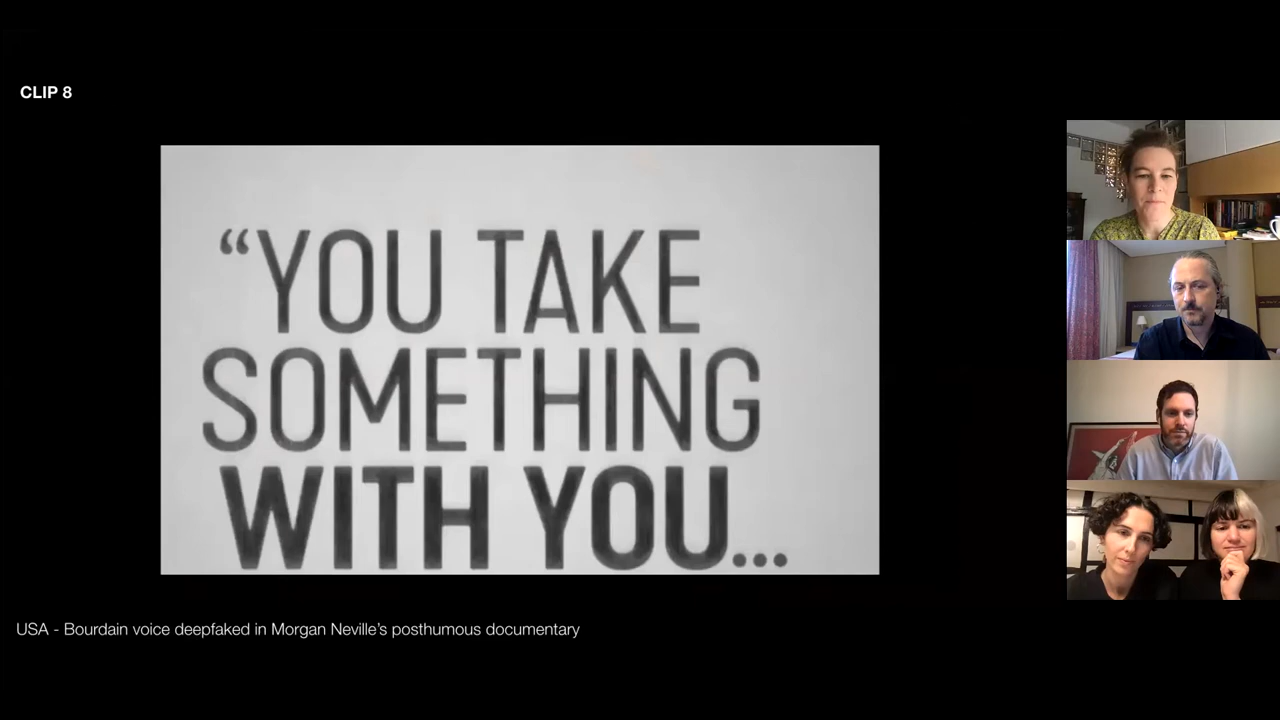 CLIP 8
“YOU TAKE
SOMETHING
WITH YOU...
USA - Bourdain voice deepfaked in Morgan Neville's posthumous documentary